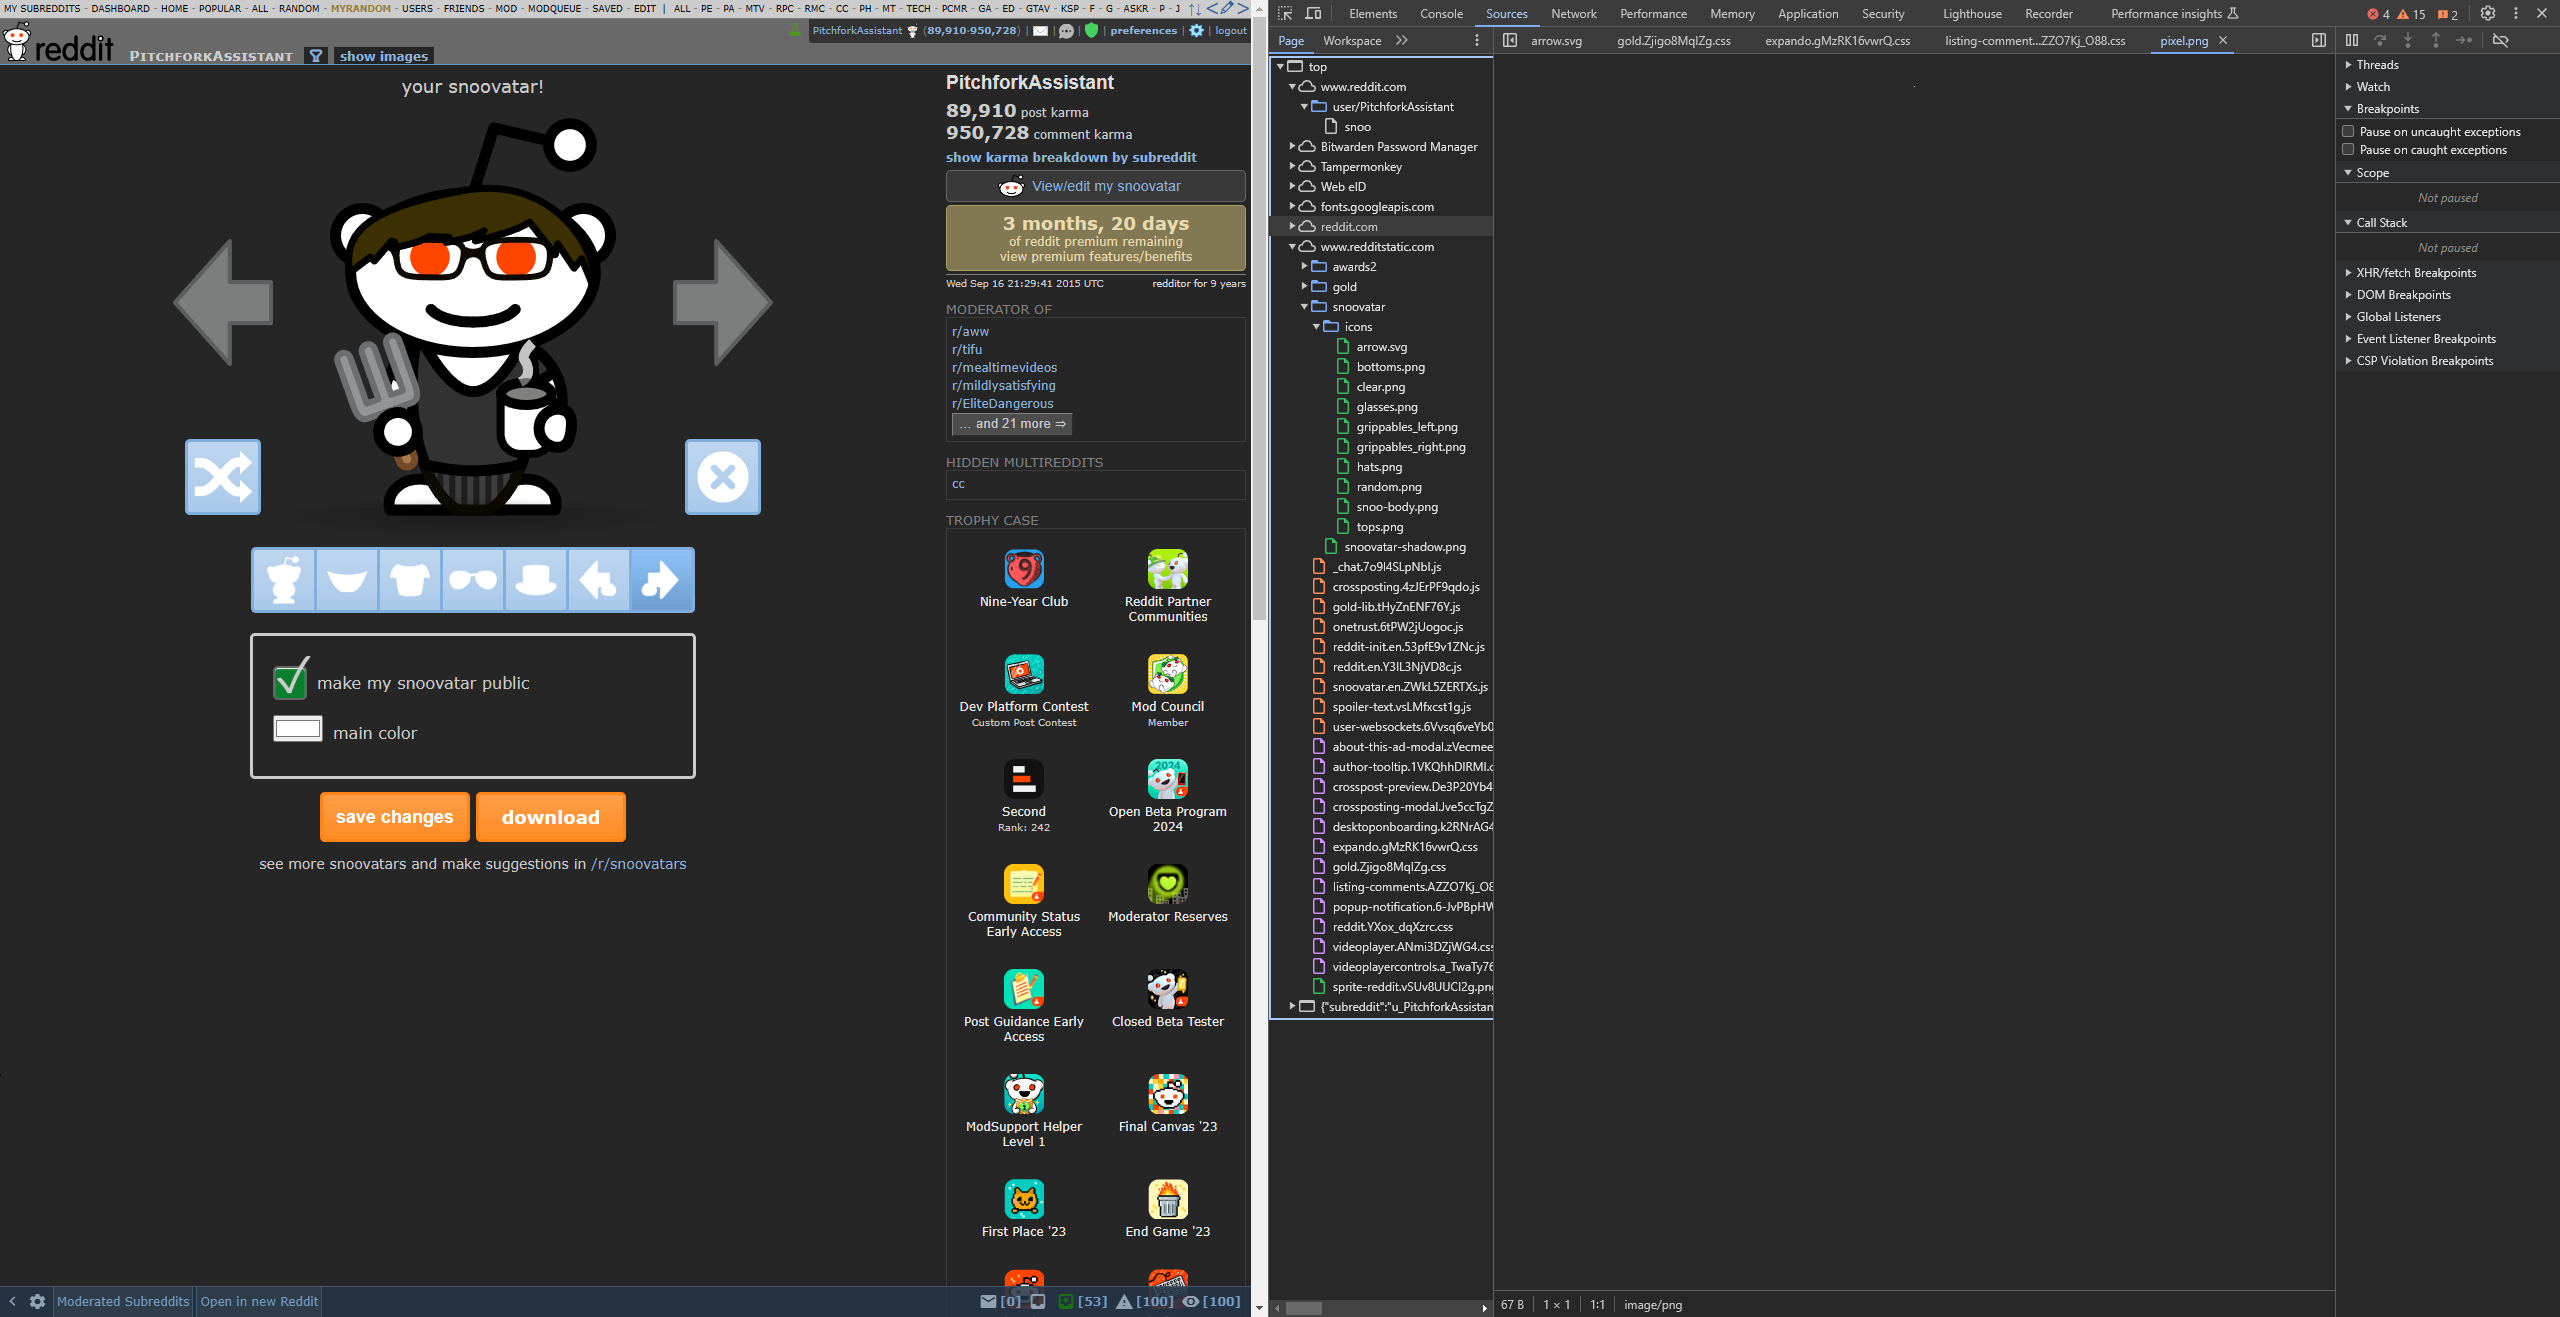 MY SUBREDDITS - DASHBOARD - HOME - POPULAR - ALL - RANDOM - MYRANDOM - USERS - FRIENDS - MOD - MODQUEUE - SAVED - EDIT | ALL - PE - PA - MTV - RPC - RMC - CC - PH - MT - TECH - PCMR - GA - ED - GTAV - KSP - F - G - ASKR - P - J
reddit PITCHFORKASSISTANT show images
PitchforkAssistant (89,910·950,728) | | | | preferences | | logout
your snoovatar!
make my snoovatar public
main color
save changes download
see more snoovatars and make suggestions in /r/snoovatars
PitchforkAssistant
89,910 post karma
950,728 comment karma
show karma breakdown by subreddit
View/edit my snoovatar
3 months, 20 days
of reddit premium remaining
view premium features/benefits
Wed Sep 16 21:29:41 2015 UTC redditor for 9 years
MODERATOR OF
r/aww
r/tifu
r/mealtimevideos
r/mildlysatisfying
r/EliteDangerous
... and 21 more ⇒
HIDDEN MULTIREDDITS
cc
TROPHY CASE
9
Nine-Year Club
Reddit Partner
Communities
Dev Platform Contest
Custom Post Contest
Mod Council
Member
Second
Rank: 242
2024
Open Beta Program
2024
Community Status
Early Access
Moderator Reserves
Post Guidance Early
Access
Closed Beta Tester
ModSupport Helper
Level 1
Final Canvas '23
First Place '23
End Game '23
Moderated Subreddits Open in new Reddit [0] [53] [100] [100]
Elements Console Sources Network Performance Memory Application Security Lighthouse Recorder Performance insights 4 15 2
Page Workspace
arrow.svg gold.Zjigo8MqlZg.css expando.gMzRK16vwrQ.css listing-comment...ZZO7Kj_O88.css pixel.png
top
www.reddit.com
user/PitchforkAssistant
snoo
Bitwarden Password Manager
Tampermonkey
Web eID
fonts.googleapis.com
reddit.com
www.redditstatic.com
awards2
gold
snoovatar
icons
arrow.svg
bottoms.png
clear.png
glasses.png
grippables_left.png
grippables_right.png
hats.png
random.png
snoo-body.png
tops.png
snoovatar-shadow.png
_chat.7o9l4SLpNbI.js
crossposting.4zJErPF9qdo.js
gold-lib.tHyZnENF76Y.js
onetrust.6tPW2jUogoc.js
reddit-init.en.53pfE9v1ZNc.js
reddit.en.Y3IL3NjVD8c.js
snoovatar.en.ZWkL5ZERTXs.js
spoiler-text.vsLMfxcst1g.js
user-websockets.6Vvsq6veYb0
about-this-ad-modal.zVecmee
author-tooltip.1VKQhhDIRMI.c
crosspost-preview.De3P20Yb4
crossposting-modal.Jve5ccTgZ
desktoponboarding.k2RNrAG4
expando.gMzRK16vwrQ.css
gold.Zjigo8MqlZg.css
listing-comments.AZZO7Kj_O8
popup-notification.6-JvPBpHW
reddit.YXox_dqXzrc.css
videoplayer.ANmi3DZjWG4.css
videoplayercontrols.a_TwaTy76
sprite-reddit.vSUv8UUCI2g.png
{"subreddit":"u_PitchforkAssistan
67 B 1 × 1 1:1 image/png
Threads
Watch
Breakpoints
Pause on uncaught exceptions
Pause on caught exceptions
Scope
Not paused
Call Stack
Not paused
XHR/fetch Breakpoints
DOM Breakpoints
Global Listeners
Event Listener Breakpoints
CSP Violation Breakpoints